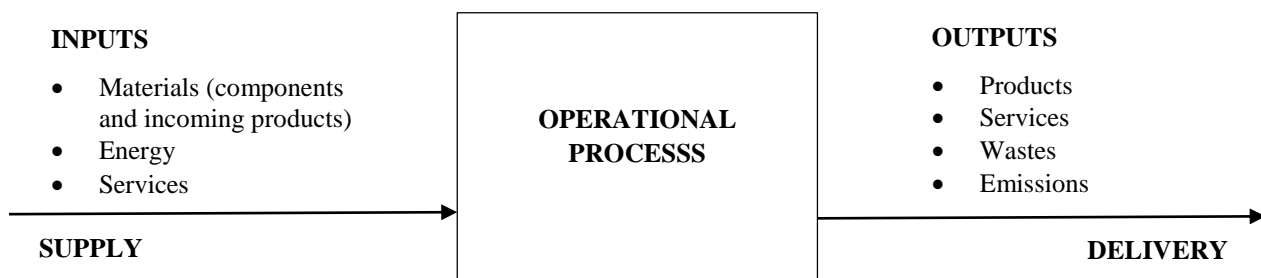 INPUTS
• Materials (components
and incoming products)
• Energy
• Services
SUPPLY
OPERATIONAL
PROCESSS
OUTPUTS
• Products
• Services
• Wastes
• Emissions
DELIVERY